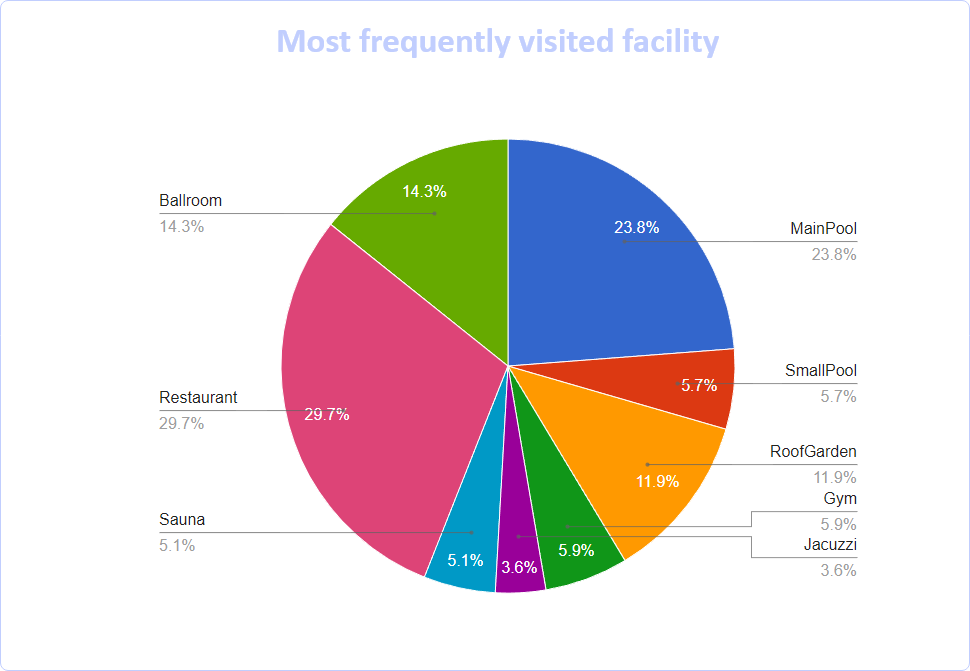 Most frequently visited facility
14.3%
23.8%
5.7%
11.9%
5.9%
3.6%
5.1%
29.7%
Ballroom
14.3%
Restaurant
29.7%
Sauna
5.1%
MainPool
23.8%
SmallPool
5.7%
RoofGarden
11.9%
Gym
5.9%
Jacuzzi
3.6%